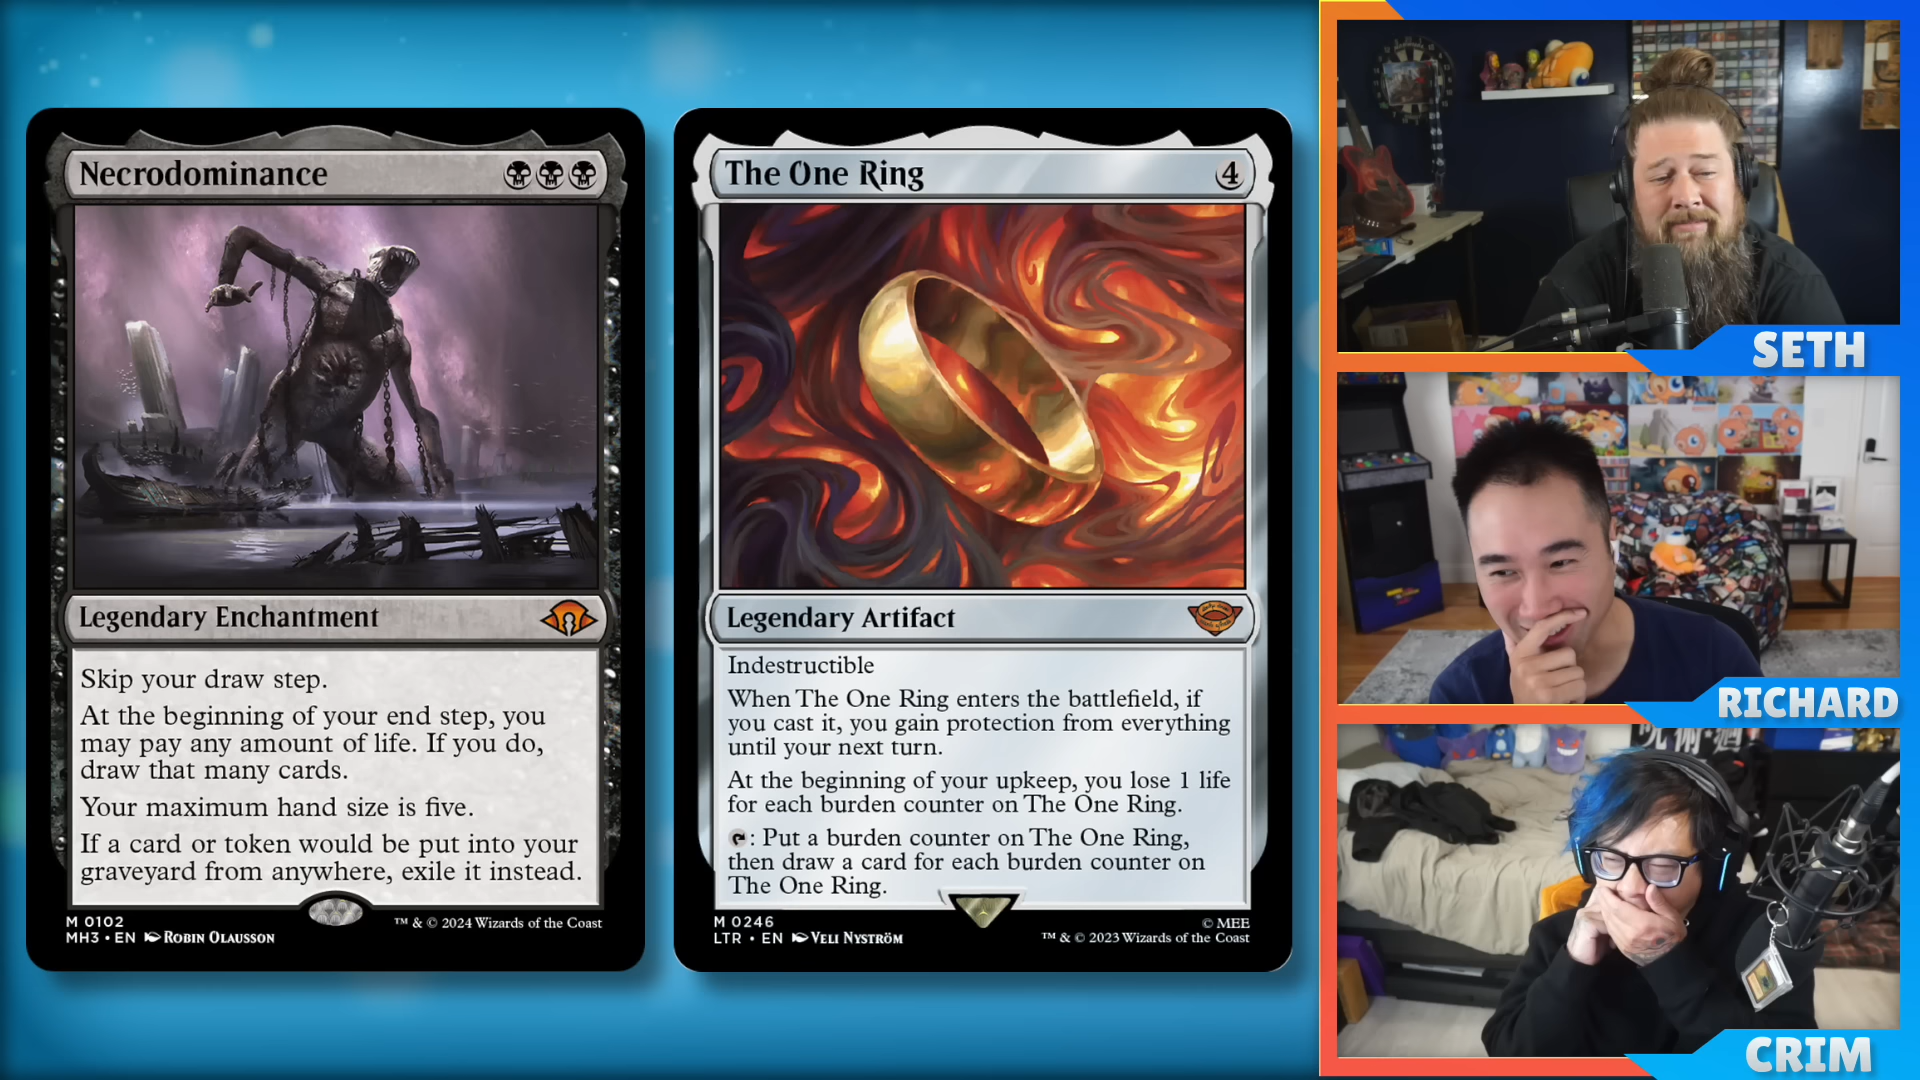 Necrodominance
Legendary Enchantment
Skip your draw step.
At the beginning of your end step, you
may pay any amount of life. If you do,
draw that many cards.
Your maximum hand size is five.
If a card or token would be put into your
graveyard from anywhere, exile it instead.
M 0102
MH3 • EN ROBIN OLAUSSON
™ & © 2024 Wizards of the Coast
The One Ring 4
Legendary Artifact
Indestructible
When The One Ring enters the battlefield, if
you cast it, you gain protection from everything
until your next turn.
At the beginning of your upkeep, you lose 1 life
for each burden counter on The One Ring.
: Put a burden counter on The One Ring,
then draw a card for each burden counter on
The One Ring.
M 0246
LTR • EN VELI NYSTRÖM
© MEE
™ & © 2023 Wizards of the Coast
SETH
RICHARD
CRIM